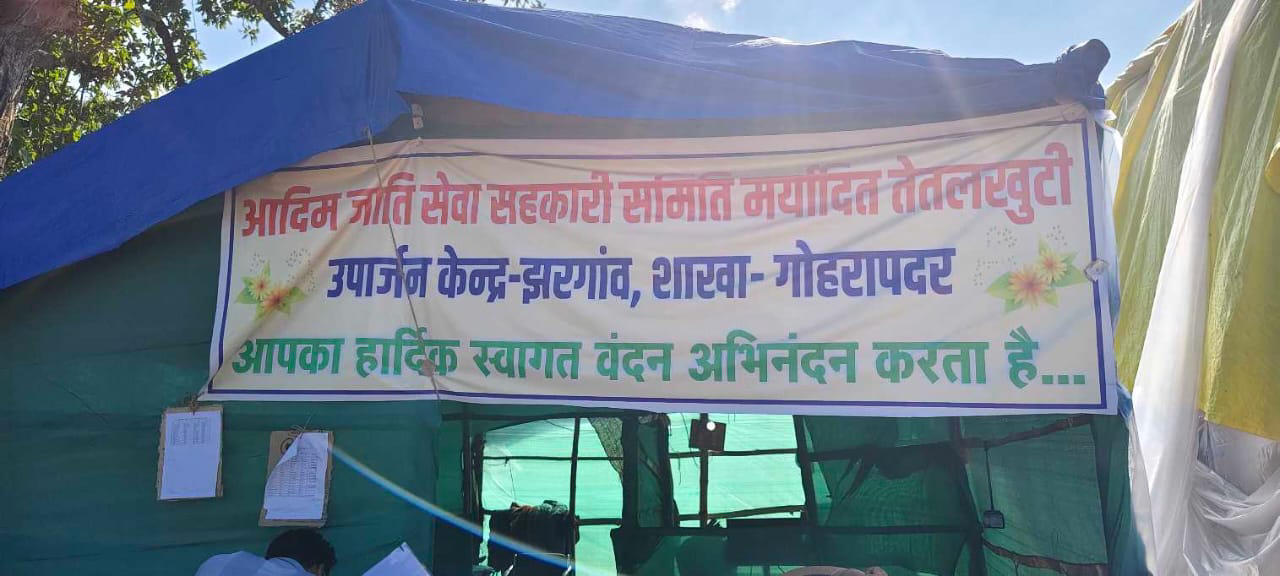 आदिम जाति सेवा सहकारी समिति मर्यादित तेतलखुटी
उपार्जन केन्द्र-झरगांव, शाखा- गोहरापदर
आपका हार्दिक स्वागत वंदन अभिनंदन करता है...